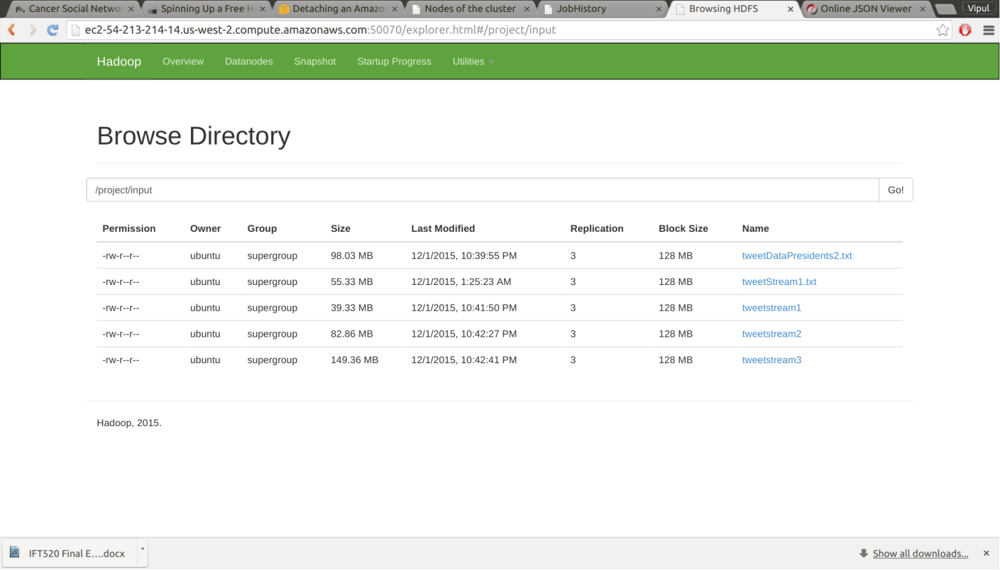 Cancer Social Networ × Spinning Up a Free H × Detaching an Amazo × Nodes of the cluster × JobHistory × Browsing HDFS × Online JSON Viewer × Vipul
ec2-54-213-214-14.us-west-2.compute.amazonaws.com:50070/explorer.html#/project/input
Hadoop Overview Datanodes Snapshot Startup Progress Utilities
Browse Directory
/project/input Go!
Permission Owner Group Size Last Modified Replication Block Size Name
-rw-r--r-- ubuntu supergroup 98.03 MB 12/1/2015, 10:39:55 PM 3 128 MB tweetDataPresidents2.txt
-rw-r--r-- ubuntu supergroup 55.33 MB 12/1/2015, 1:25:23 AM 3 128 MB tweetStream1.txt
-rw-r--r-- ubuntu supergroup 39.33 MB 12/1/2015, 10:41:50 PM 3 128 MB tweetstream1
-rw-r--r-- ubuntu supergroup 82.86 MB 12/1/2015, 10:42:27 PM 3 128 MB tweetstream2
-rw-r--r-- ubuntu supergroup 149.36 MB 12/1/2015, 10:42:41 PM 3 128 MB tweetstream3
Hadoop, 2015.
IFT520 Final E....docx Show all downloads... ×